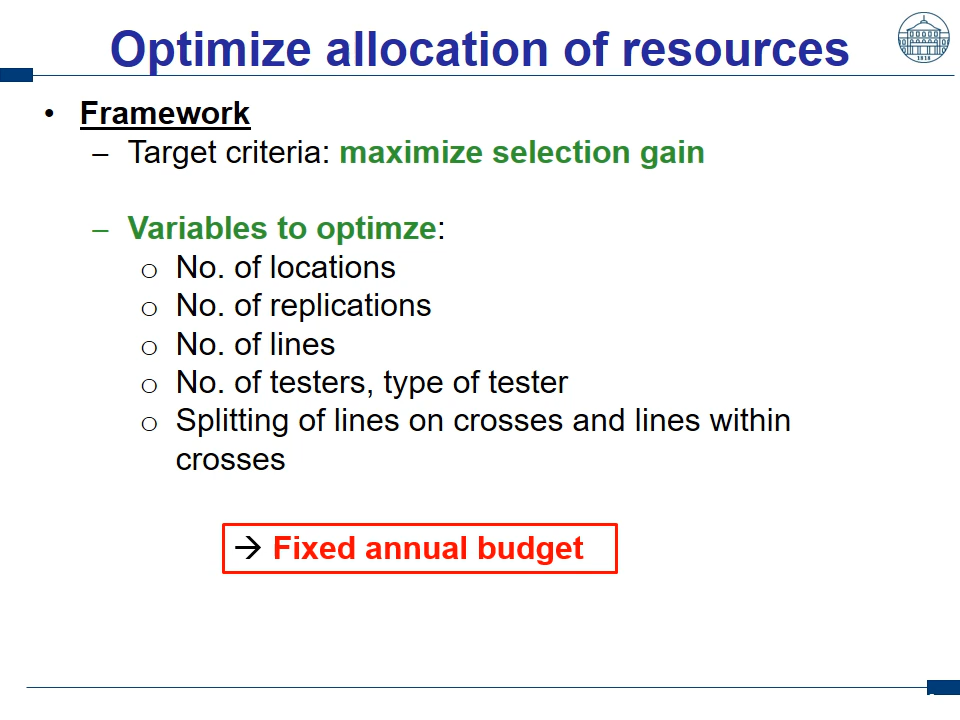 Optimize allocation of resources
1818
• Framework
– Target criteria: maximize selection gain
– Variables to optimze:
o No. of locations
o No. of replications
o No. of lines
o No. of testers, type of tester
o Splitting of lines on crosses and lines within
crosses
→ Fixed annual budget